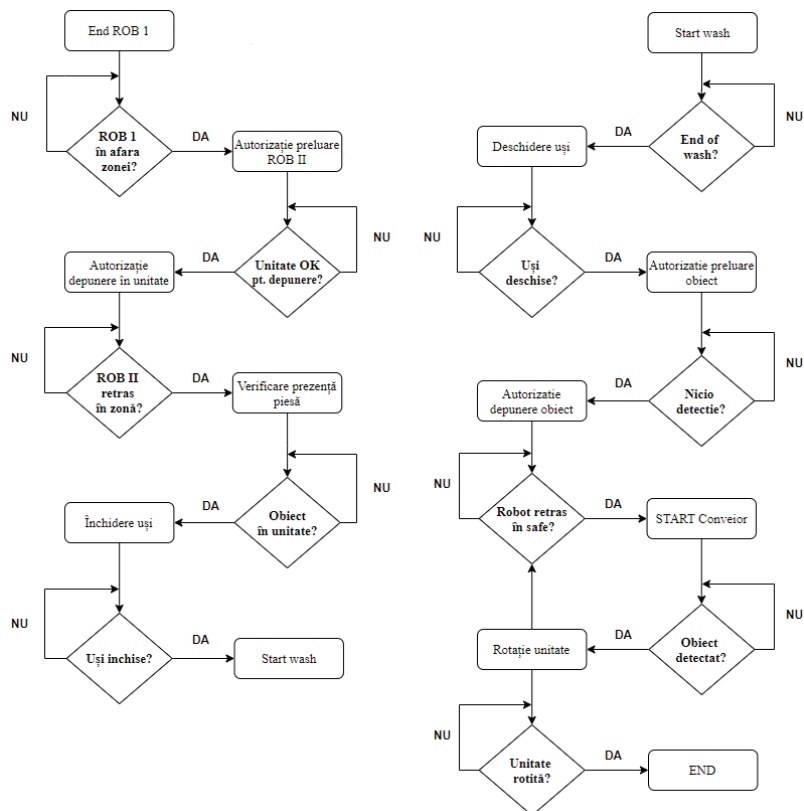 End ROB 1
NU
ROB 1
în afara
zonei?
DA
Autorizație preluare
ROB II
NU
Unitate OK
pt. depunere?
DA
Autorizație
depunere în unitate
NU
ROB II
retras
în zonă?
DA
Verificare prezență
piesă
NU
Obiect
în unitate?
DA
Închidere uși
NU
Uși inchise?
DA
Start wash
Start wash
NU
End of
wash?
DA
Deschidere uși
NU
Uși
deschise?
DA
Autorizatie preluare
obiect
NU
Nicio
detectie?
DA
Autorizatie
depunere obiect
NU
Robot retras
în safe?
DA
START Conveior
NU
Obiect
detectat?
DA
Rotație unitate
NU
Unitate
rotită?
DA
END